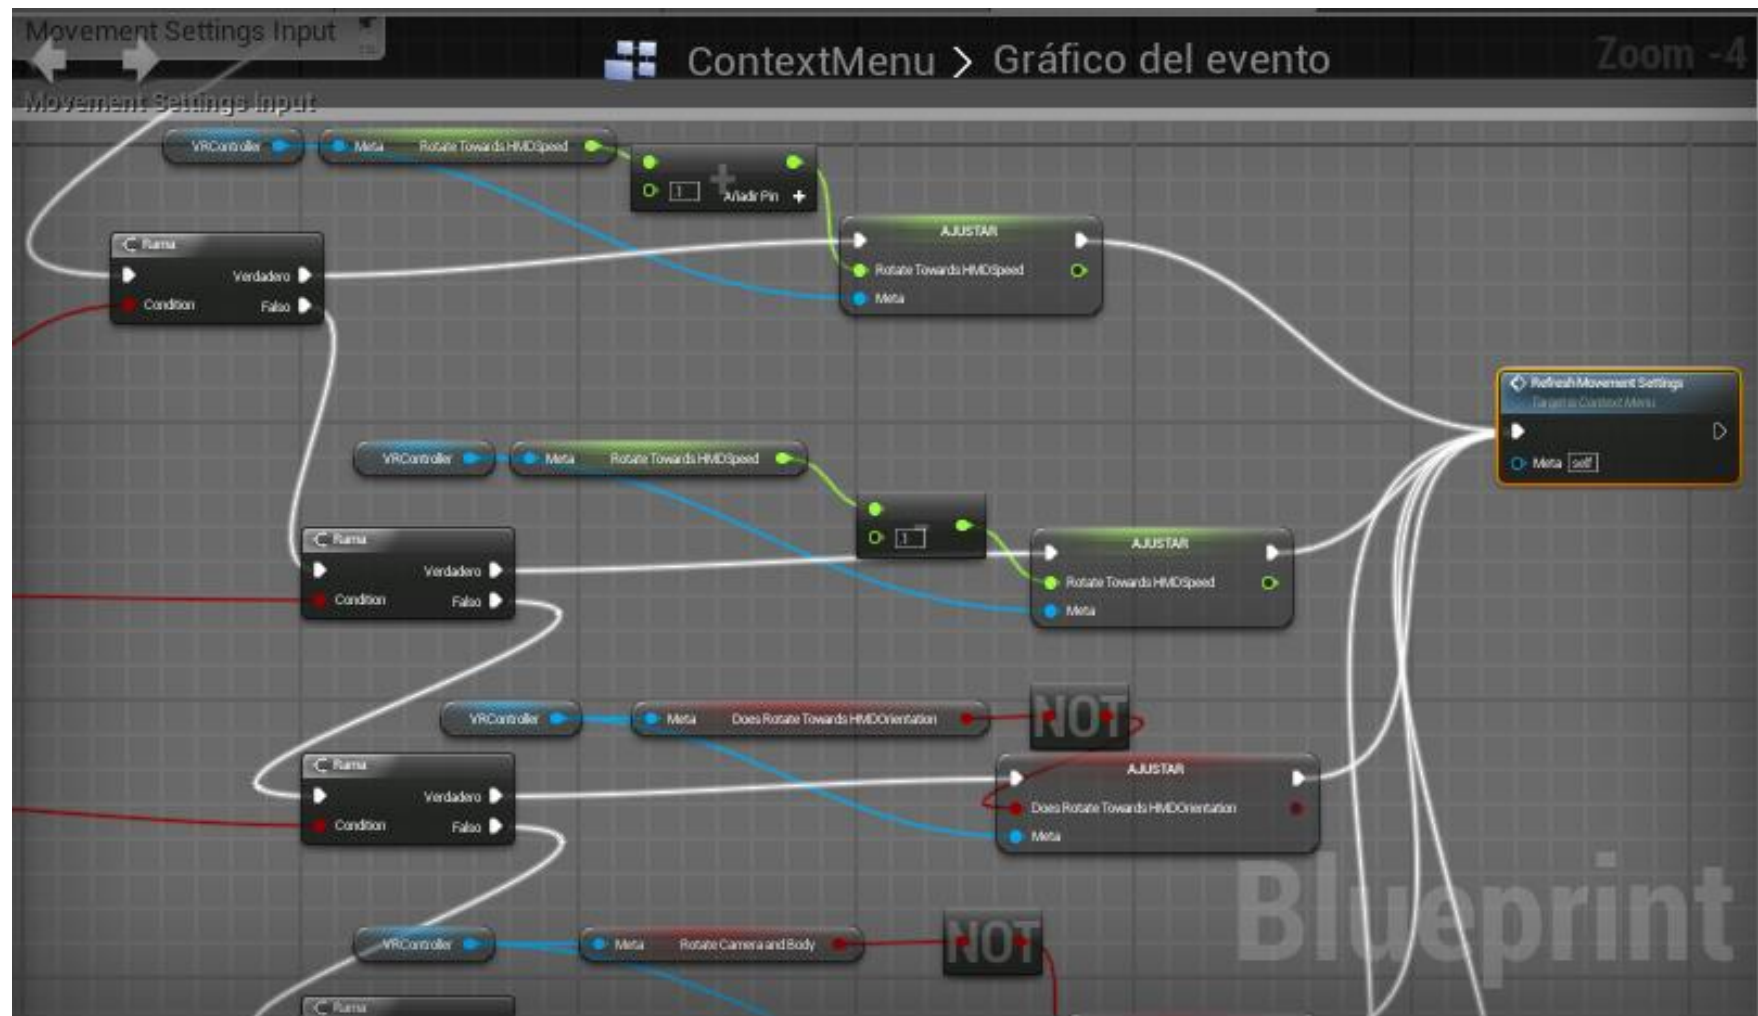 Movement Settings Input
ContextMenu > Gráfico del evento
Zoom -4
Movement Settings Input
VRController
Meta Rotate Towards HMDSpeed
1
Añadir Pin +
Rama
Verdadero
Condition
Falso
AJUSTAR
Rotate Towards HMDSpeed
Meta
Refresh Movement Settings
Target is Context Menu
Meta self
VRController
Meta Rotate Towards HMDSpeed
1
Rama
Verdadero
Condition
Falso
AJUSTAR
Rotate Towards HMDSpeed
Meta
VRController
Meta Does Rotate Towards HMDOrientation
NOT
Rama
Verdadero
Condition
Falso
AJUSTAR
Does Rotate Towards HMDOrientation
Meta
VRController
Meta Rotate Camera and Body
NOT
Rama
Blueprint